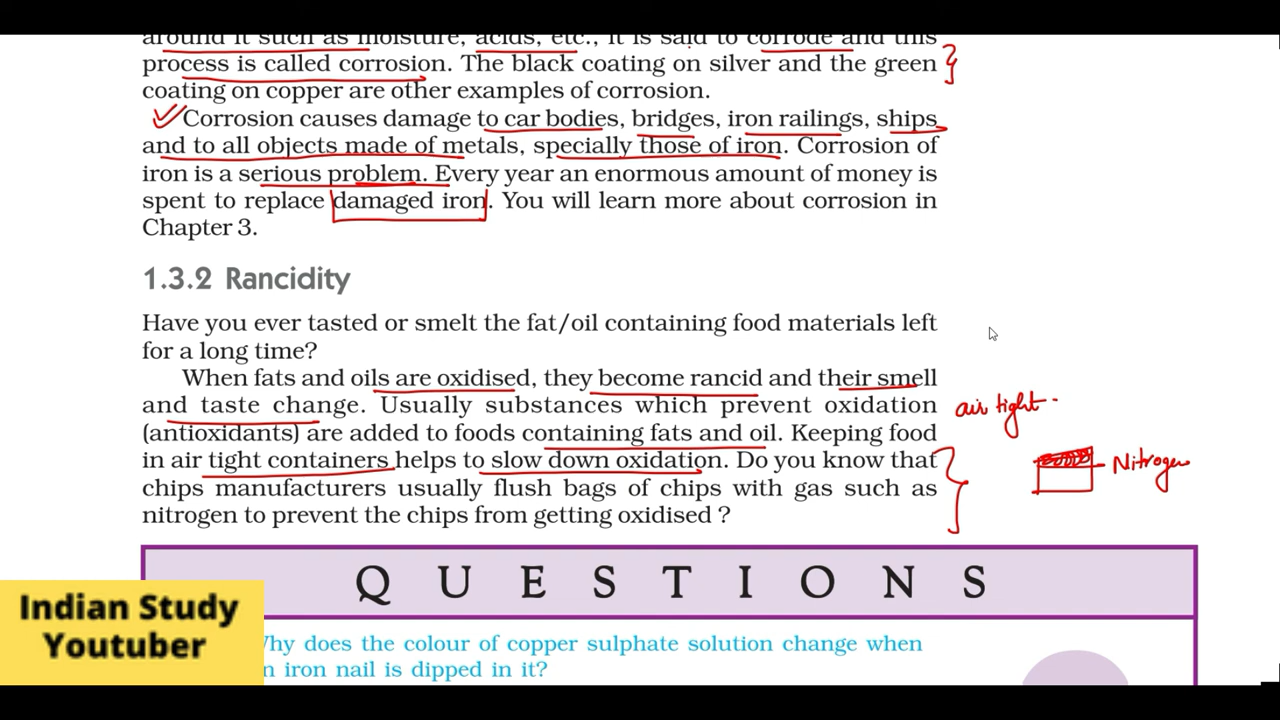 around it such as moisture, acids, etc., it is said to corrode and this
process is called corrosion. The black coating on silver and the green
coating on copper are other examples of corrosion.
Corrosion causes damage to car bodies, bridges, iron railings, ships
and to all objects made of metals, specially those of iron. Corrosion of
iron is a serious problem. Every year an enormous amount of money is
spent to replace damaged iron. You will learn more about corrosion in
Chapter 3.
1.3.2 Rancidity
Have you ever tasted or smelt the fat/oil containing food materials left
for a long time?
When fats and oils are oxidised, they become rancid and their smell
and taste change. Usually substances which prevent oxidation
(antioxidants) are added to foods containing fats and oil. Keeping food
in air tight containers helps to slow down oxidation. Do you know that
chips manufacturers usually flush bags of chips with gas such as
nitrogen to prevent the chips from getting oxidised ?
air tight
Nitrogen
QUESTIONS
Indian Study
Youtuber
hy does the colour of copper sulphate solution change when
n iron nail is dipped in it?